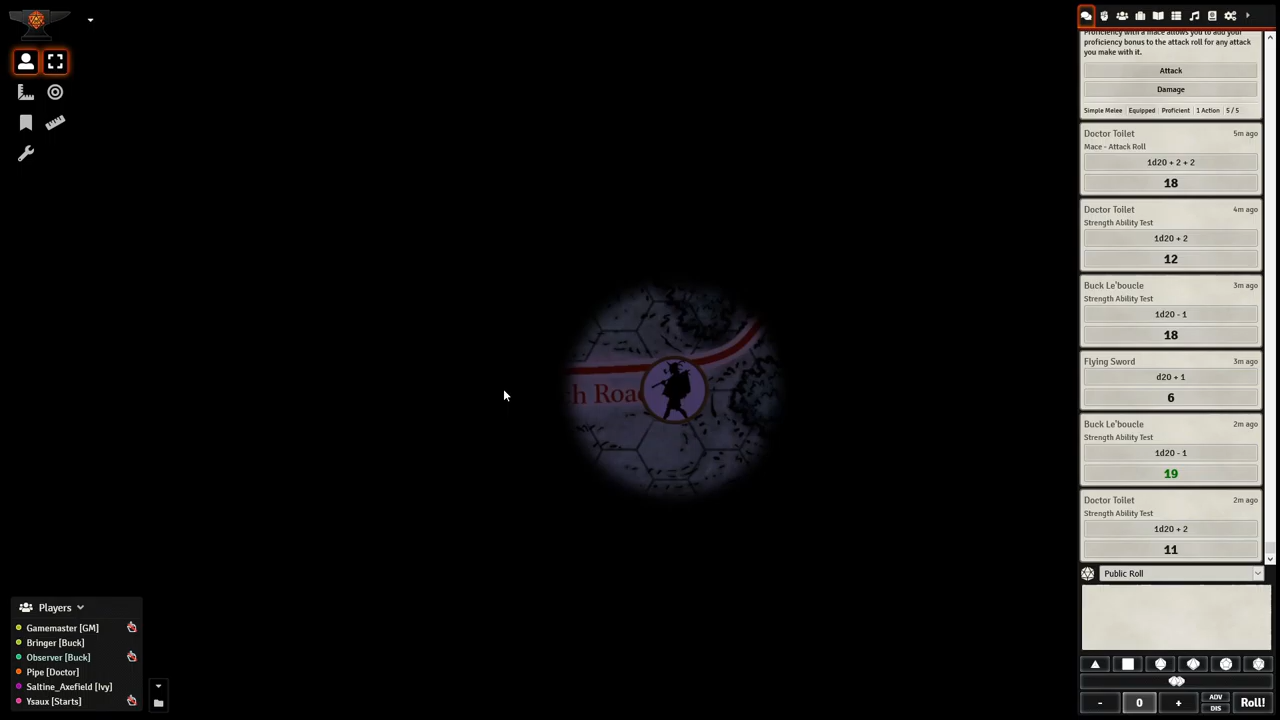 Proficiency with a mace allows you to add your
proficiency bonus to the attack roll for any attack
you make with it.
Attack
Damage
Simple Melee Equipped Proficient 1 Action 5 / 5
Doctor Toilet 5m ago
Mace - Attack Roll
1d20 + 2 + 2
18
Doctor Toilet 4m ago
Strength Ability Test
1d20 + 2
12
Buck Le'boucle 3m ago
Strength Ability Test
1d20 - 1
18
Flying Sword 3m ago
d20 + 1
6
Buck Le'boucle 2m ago
Strength Ability Test
1d20 - 1
19
Doctor Toilet 2m ago
Strength Ability Test
1d20 + 2
11
Public Roll
- 0 + ADV DIS Roll!
h Roa
Players
Gamemaster [GM]
Bringer [Buck]
Observer [Buck]
Pipe [Doctor]
Saltine_Axefield [Ivy]
Ysaux [Starts]